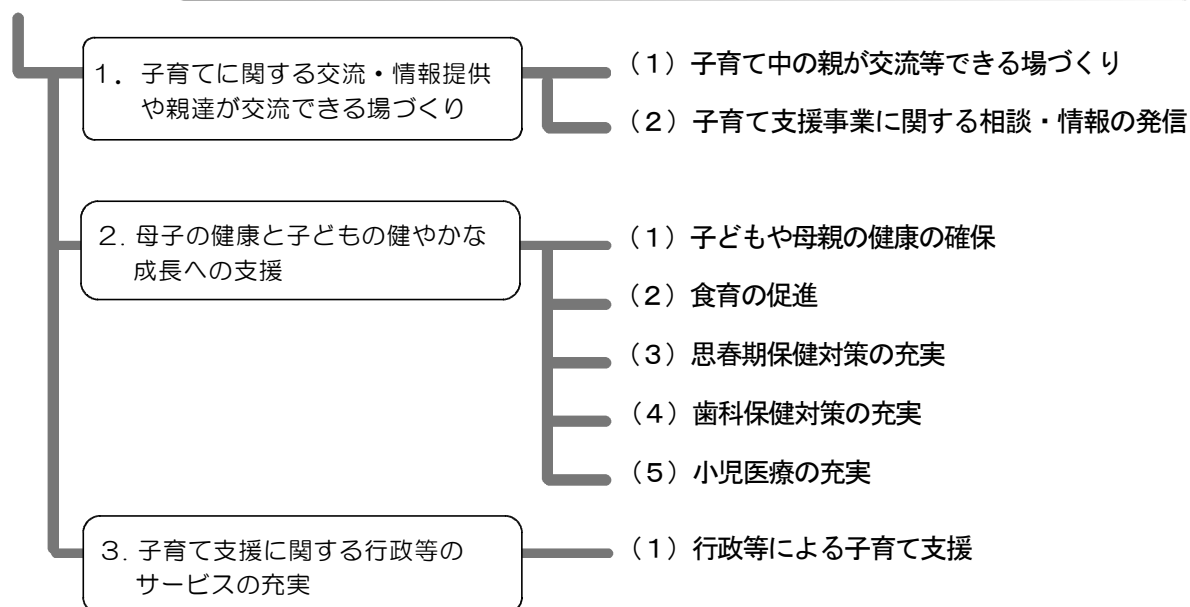 １．子育てに関する交流・情報提供
や親達が交流できる場づくり
（１）子育て中の親が交流等できる場づくり
（２）子育て支援事業に関する相談・情報の発信
２．母子の健康と子どもの健やかな
成長への支援
（１）子どもや母親の健康の確保
（２）食育の促進
（３）思春期保健対策の充実
（４）歯科保健対策の充実
（５）小児医療の充実
３．子育て支援に関する行政等の
サービスの充実
（１）行政等による子育て支援